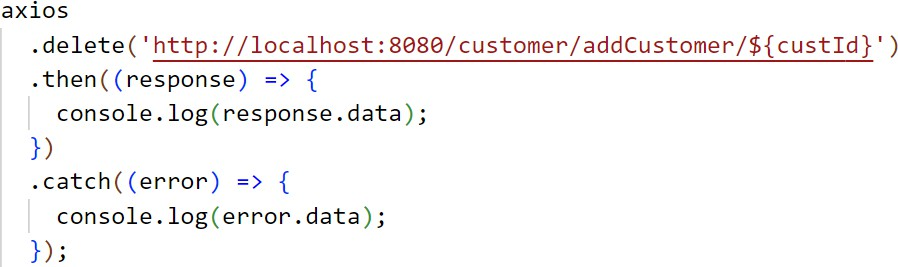 axios
.delete('http://localhost:8080/customer/addCustomer/${custId}')
.then((response) => {
console.log(response.data);
})
.catch((error) => {
console.log(error.data);
});